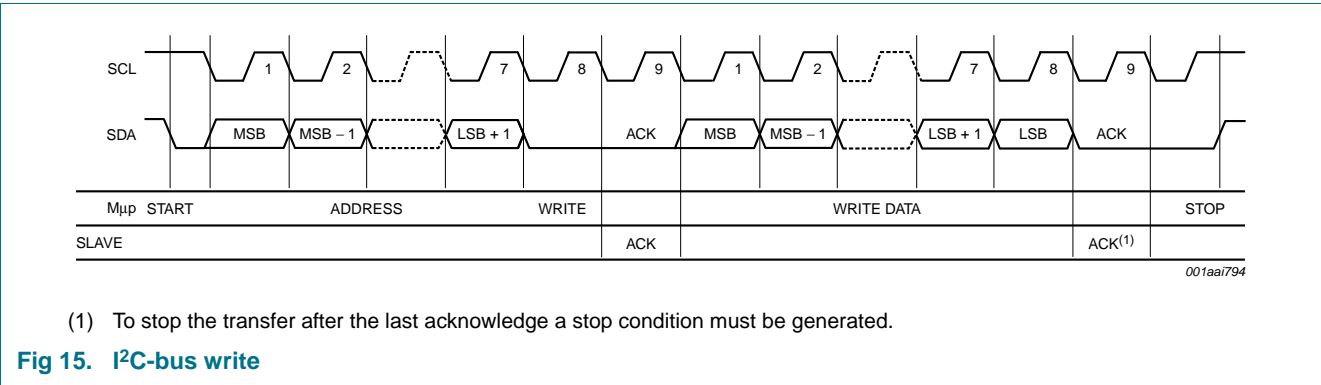 SCL 1 2 7 8 9 1 2 7 8 9
SDA MSB MSB − 1 LSB + 1 ACK MSB MSB − 1 LSB + 1 LSB ACK
Mμp START ADDRESS WRITE WRITE DATA STOP
SLAVE ACK ACK(1)
001aai794
(1) To stop the transfer after the last acknowledge a stop condition must be generated.
Fig 15. I²C-bus write